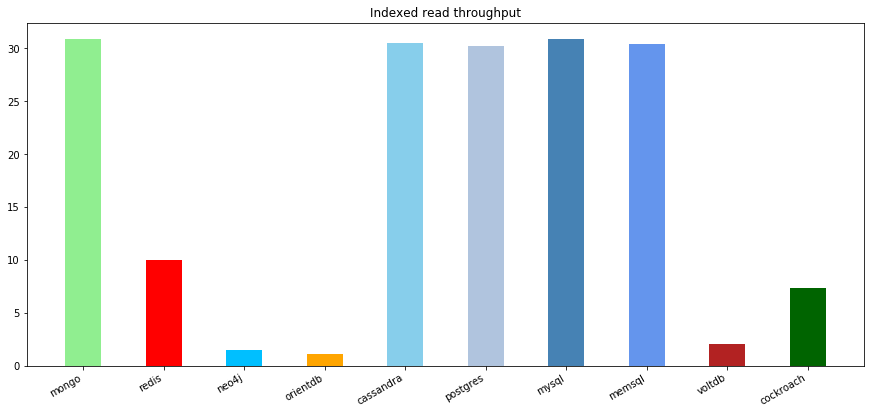 Indexed read throughput
30
25
20
15
10
5
0
mongo
redis
neo4j
orientdb
cassandra
postgres
mysql
memsql
voltdb
cockroach